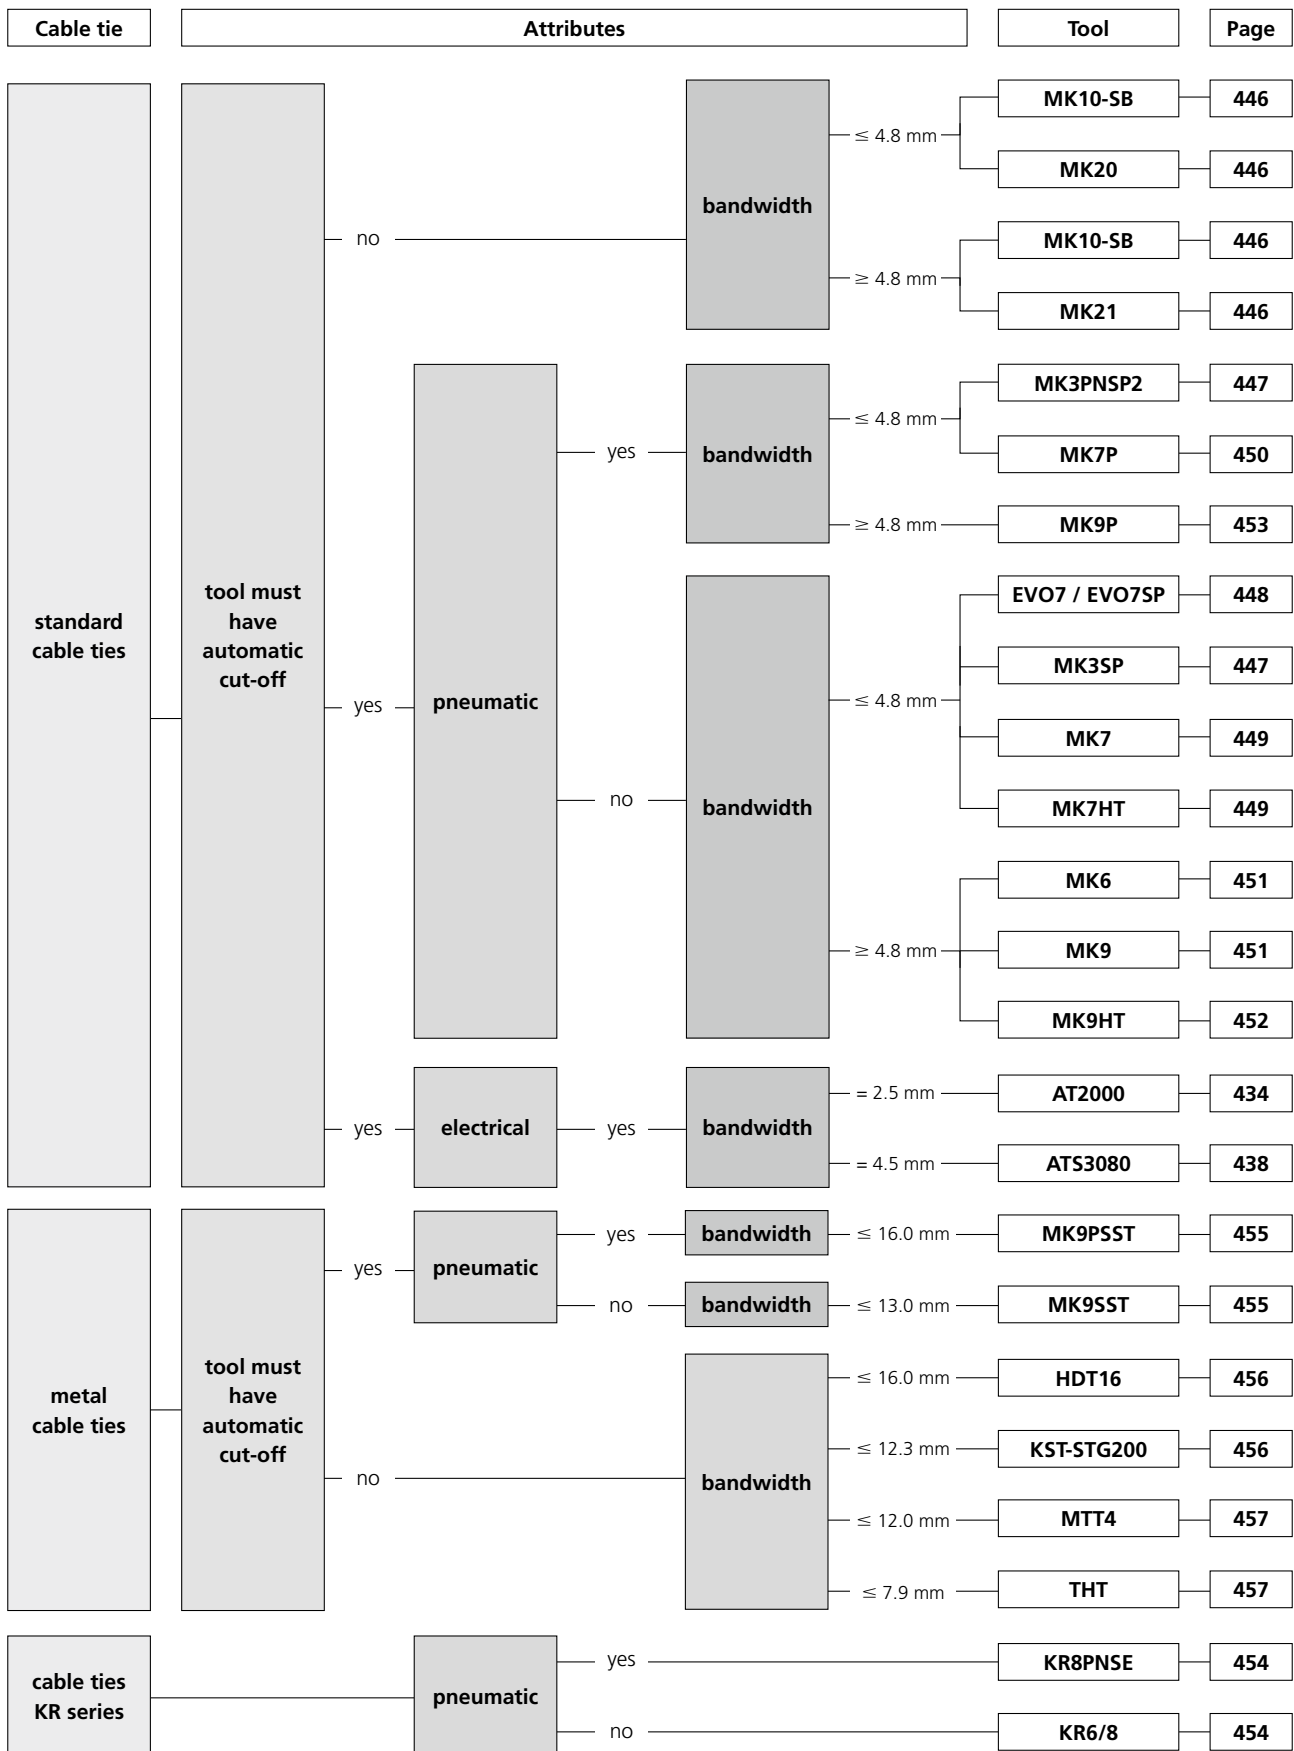 Cable tie
Attributes
Tool
Page
standard
cable ties
tool must
have
automatic
cut-off
no
bandwidth
≤ 4.8 mm
MK10-SB
446
MK20
446
≥ 4.8 mm
MK10-SB
446
MK21
446
yes
pneumatic
yes
bandwidth
≤ 4.8 mm
MK3PNSP2
447
MK7P
450
≥ 4.8 mm
MK9P
453
no
bandwidth
≤ 4.8 mm
EVO7 / EVO7SP
448
MK3SP
447
MK7
449
MK7HT
449
≥ 4.8 mm
MK6
451
MK9
451
MK9HT
452
yes
electrical
yes
bandwidth
= 2.5 mm
AT2000
434
= 4.5 mm
ATS3080
438
metal
cable ties
tool must
have
automatic
cut-off
yes
pneumatic
yes
bandwidth
≤ 16.0 mm
MK9PSST
455
no
bandwidth
≤ 13.0 mm
MK9SST
455
no
bandwidth
≤ 16.0 mm
HDT16
456
≤ 12.3 mm
KST-STG200
456
≤ 12.0 mm
MTT4
457
≤ 7.9 mm
THT
457
cable ties
KR series
pneumatic
yes
KR8PNSE
454
no
KR6/8
454